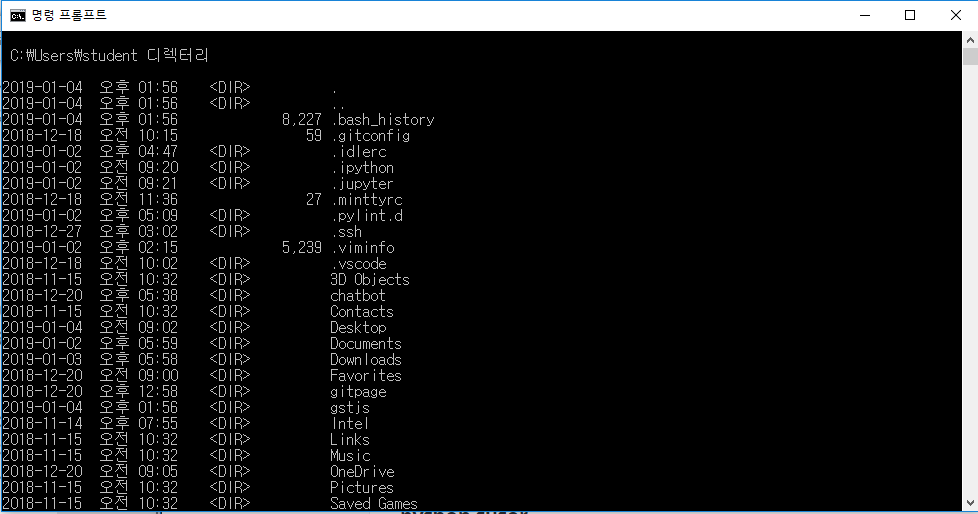 명령 프롬프트
C:₩Users₩student 디렉터리
2019-01-04 오후 01:56 <DIR> .
2019-01-04 오후 01:56 <DIR> ..
2019-01-04 오후 01:56 8,227 .bash_history
2018-12-18 오전 10:15 59 .gitconfig
2019-01-02 오후 04:47 <DIR> .idlerc
2019-01-02 오전 09:20 <DIR> .ipython
2019-01-02 오전 09:21 <DIR> .jupyter
2018-12-18 오전 11:36 27 .minttyrc
2019-01-02 오후 05:09 <DIR> .pylint.d
2018-12-27 오후 03:02 <DIR> .ssh
2019-01-02 오후 02:15 5,239 .viminfo
2018-12-18 오전 10:02 <DIR> .vscode
2018-11-15 오전 10:32 <DIR> 3D Objects
2018-12-20 오후 05:38 <DIR> chatbot
2018-11-15 오전 10:32 <DIR> Contacts
2019-01-04 오전 09:02 <DIR> Desktop
2019-01-02 오후 05:59 <DIR> Documents
2019-01-03 오후 05:58 <DIR> Downloads
2018-12-20 오전 09:00 <DIR> Favorites
2018-12-20 오후 12:58 <DIR> gitpage
2019-01-04 오후 01:56 <DIR> gstjs
2018-11-14 오후 07:55 <DIR> Intel
2018-11-15 오전 10:32 <DIR> Links
2018-11-15 오전 10:32 <DIR> Music
2018-12-20 오전 09:05 <DIR> OneDrive
2018-11-15 오전 10:32 <DIR> Pictures
2018-11-15 오전 10:32 <DIR> Saved Games